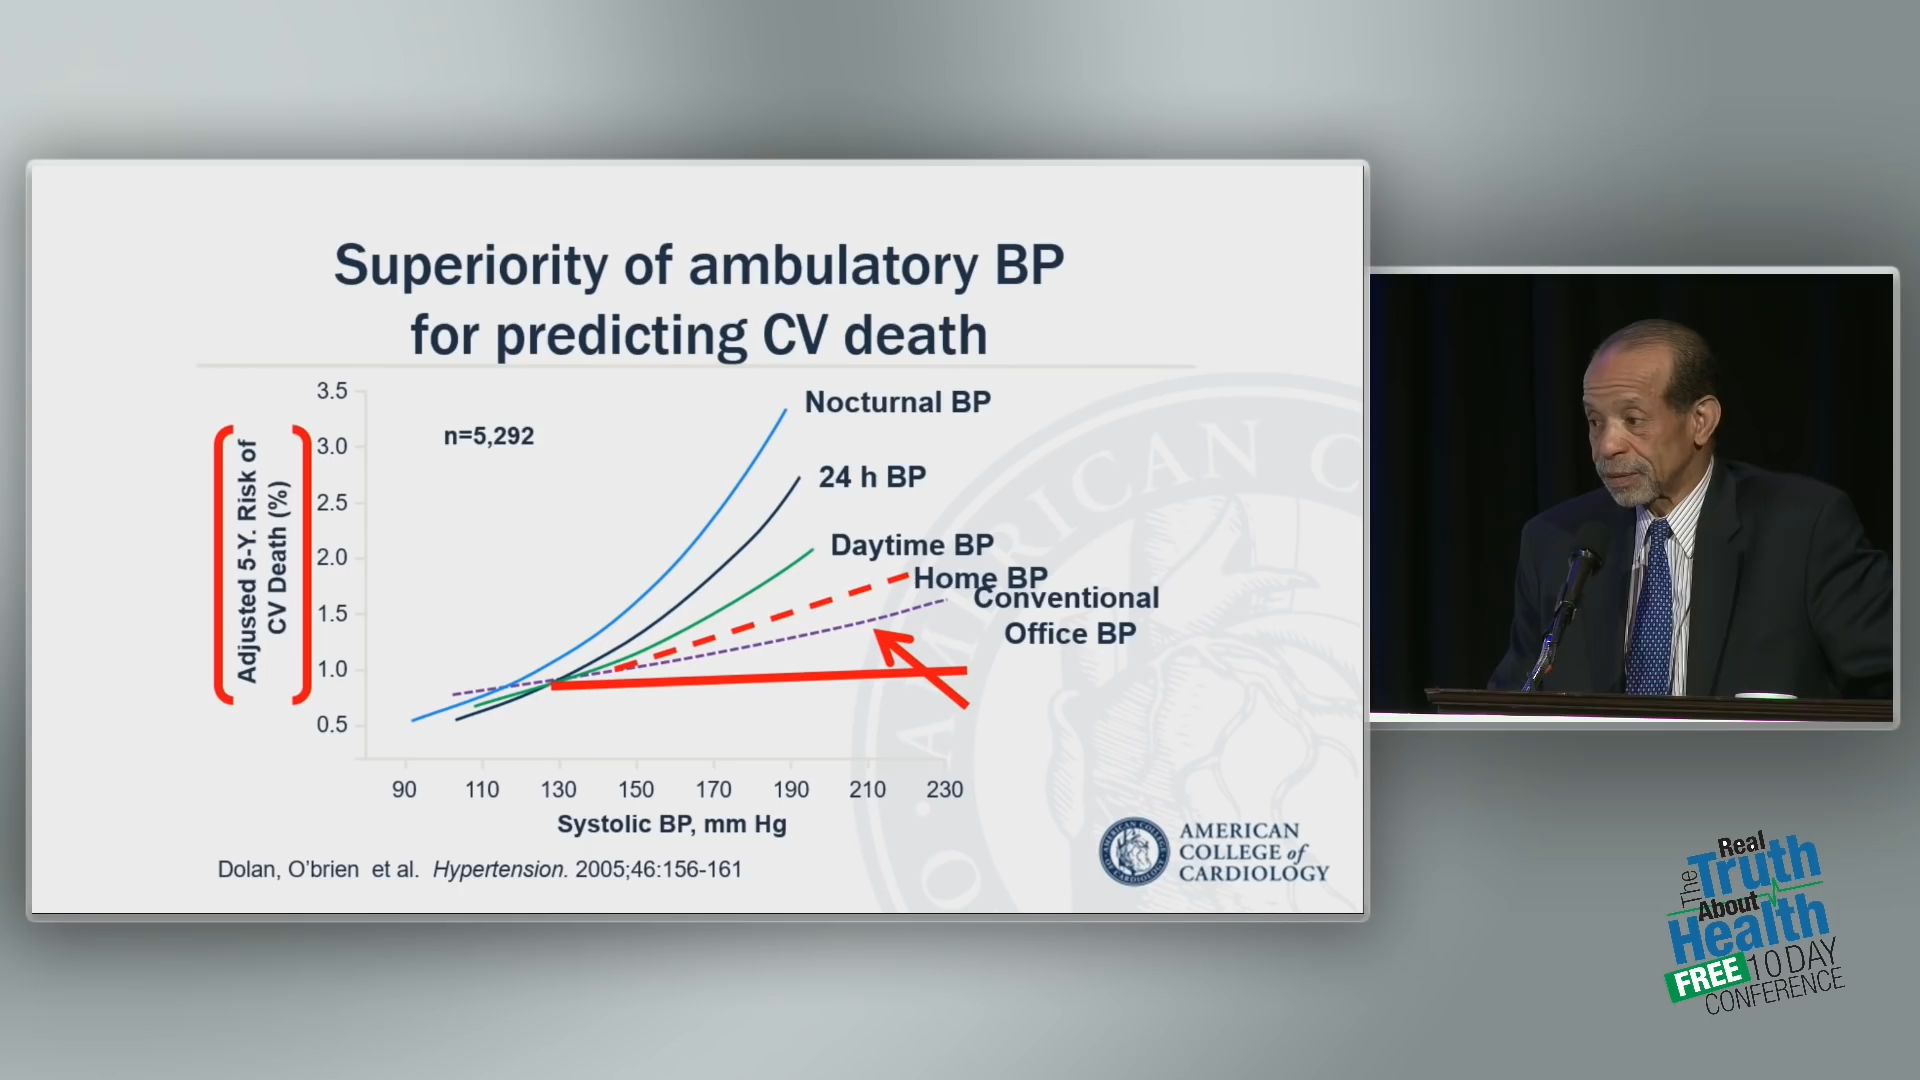 Superiority of ambulatory BP
for predicting CV death
3.5
3.0
2.5
2.0
1.5
1.0
0.5
Adjusted 5-Y. Risk of
CV Death (%)
n=5,292
Nocturnal BP
24 h BP
Daytime BP
Home BP
Conventional
Office BP
90 110 130 150 170 190 210 230
Systolic BP, mm Hg
Dolan, O’brien et al. Hypertension. 2005;46:156-161
AMERICAN
COLLEGE of
CARDIOLOGY
AMERICAN C
The Real
Truth
About
Health
FREE 10 DAY
CONFERENCE